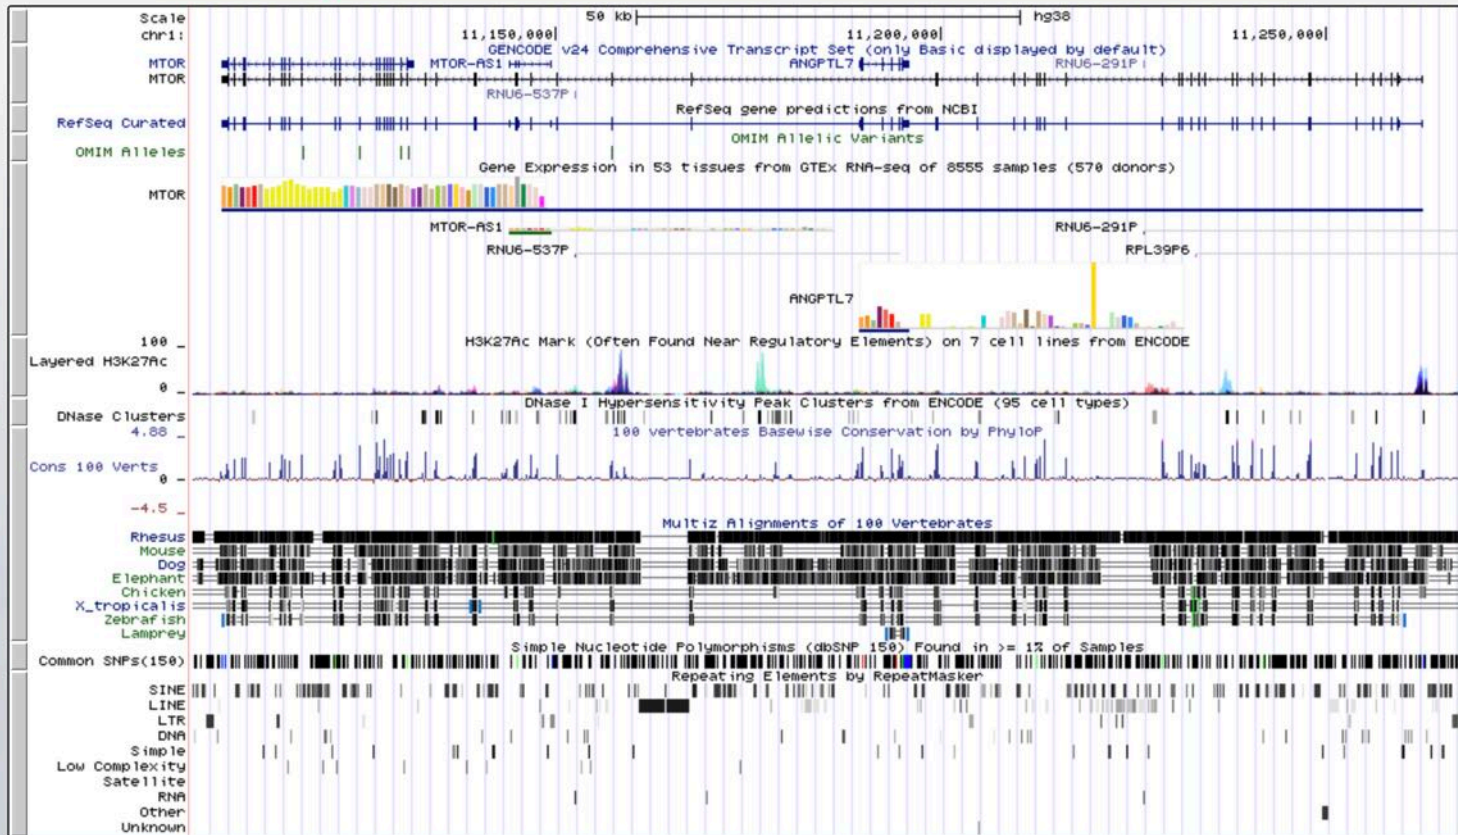 Scale 50 kb hg38
chr1: 11,150,000 11,200,000 11,250,000
GENCODE v24 Comprehensive Transcript Set (only Basic displayed by default)
MTOR MTOR-AS1 ANGPTL7 RNU6-291P
MTOR
RNU6-537P
RefSeq gene predictions from NCBI
RefSeq Curated
OMIM Allelic Variants
OMIM Alleles
Gene Expression in 53 tissues from GTEx RNA-seq of 8555 samples (570 donors)
MTOR
MTOR-AS1 RNU6-291P
RNU6-537P RPL39P6
ANGPTL7
H3K27Ac Mark (Often Found Near Regulatory Elements) on 7 cell lines from ENCODE
100 _
Layered H3K27Ac
0 _
DNase I Hypersensitivity Peak Clusters from ENCODE (95 cell types)
DNase Clusters
100 vertebrates Basewise Conservation by PhyloP
4.88 _
Cons 100 Verts
0 _
-4.5 _
Multiz Alignments of 100 Vertebrates
Rhesus
Mouse
Dog
Elephant
Chicken
X_tropicalis
Zebrafish
Lamprey
Simple Nucleotide Polymorphisms (dbSNP 150) Found in >= 1% of Samples
Common SNPs(150)
Repeating Elements by RepeatMasker
SINE
LINE
LTR
DNA
Simple
Low Complexity
Satellite
RNA
Other
Unknown